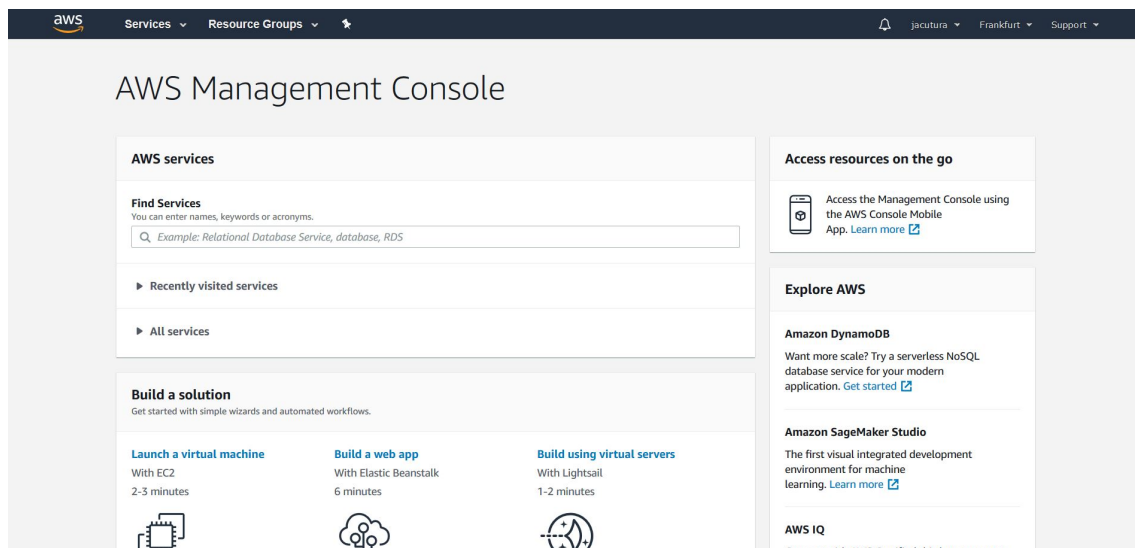 aws
Services
Resource Groups
jacutura
Frankfurt
Support
AWS Management Console
AWS services
Find Services
You can enter names, keywords or acronyms.
Example: Relational Database Service, database, RDS
Recently visited services
All services
Build a solution
Get started with simple wizards and automated workflows.
Launch a virtual machine
With EC2
2-3 minutes
Build a web app
With Elastic Beanstalk
6 minutes
Build using virtual servers
With Lightsail
1-2 minutes
Access resources on the go
Access the Management Console using
the AWS Console Mobile
App. Learn more
Explore AWS
Amazon DynamoDB
Want more scale? Try a serverless NoSQL
database service for your modern
application. Get started
Amazon SageMaker Studio
The first visual integrated development
environment for machine
learning. Learn more
AWS IQ